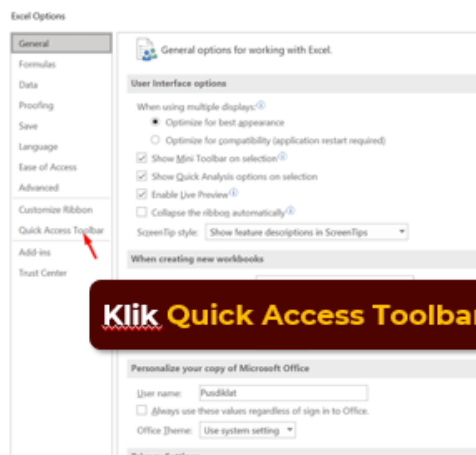 Excel Options
General
Formulas
Data
Proofing
Save
Language
Ease of Access
Advanced
Customize Ribbon
Quick Access Toolbar
Add-ins
Trust Center
General options for working with Excel.
User Interface options
When using multiple displays:
Optimize for best appearance
Optimize for compatibility (application restart required)
Show Mini Toolbar on selection
Show Quick Analysis options on selection
Enable Live Preview
Collapse the ribbon automatically
ScreenTip style: Show feature descriptions in ScreenTips
When creating new workbooks
Klik Quick Access Toolbar
Personalize your copy of Microsoft Office
User name: Pusdiklat
Always use these values regardless of sign in to Office.
Office Theme: Use system setting